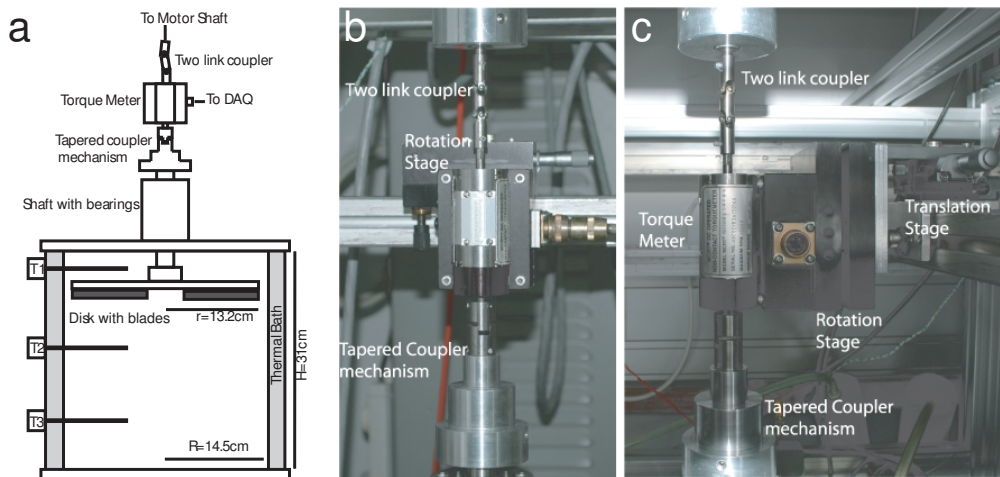 a
To Motor Shaft
Two link coupler
Torque Meter
To DAQ
Tapered coupler
mechanism
Shaft with bearings
T1
Disk with blades
r=13.2cm
T2
Thermal Bath
H=31cm
T3
R=14.5cm
b
Two link coupler
Rotation
Stage
Tapered Coupler
mechanism
c
Two link coupler
Torque
Meter
Translation
Stage
Rotation
Stage
Tapered Coupler
mechanism